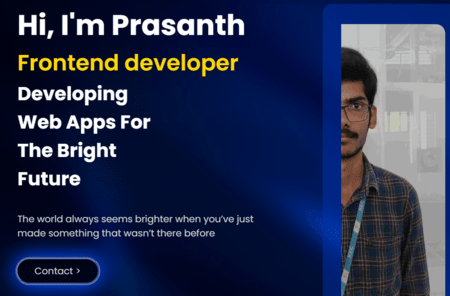 Hi, I'm Prasanth
Frontend developer
Developing
Web Apps For
The Bright
Future
The world always seems brighter when you've just
made something that wasn't there before
Contact >